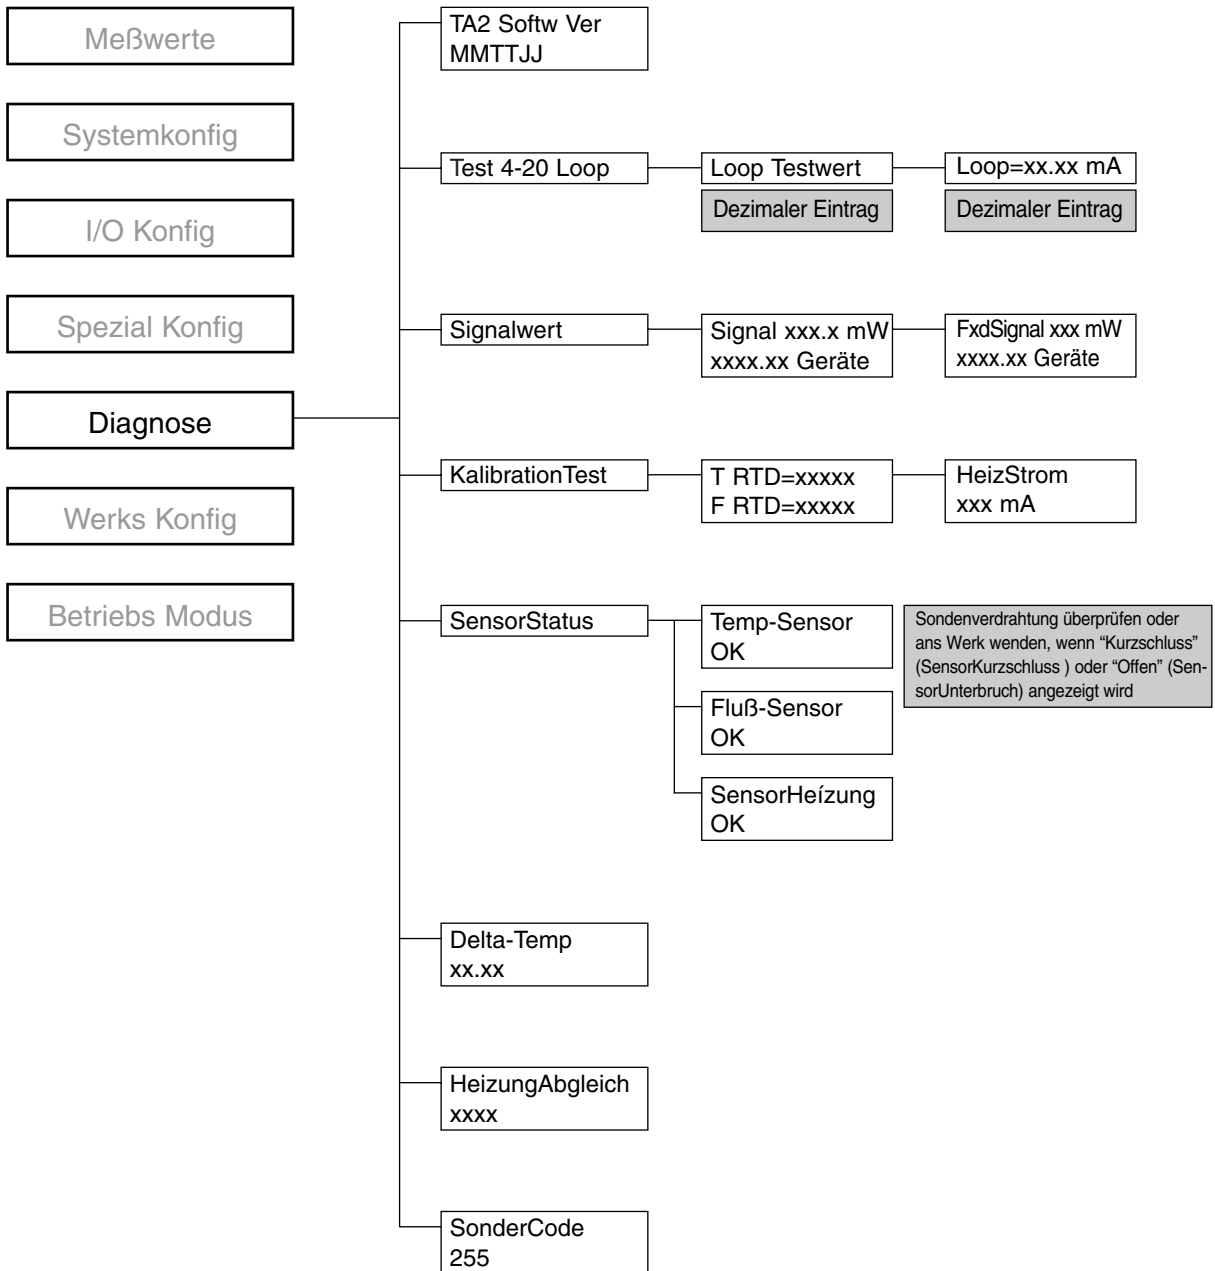 Meßwerte
Systemkonfig
I/O Konfig
Spezial Konfig
Diagnose
Werks Konfig
Betriebs Modus
TA2 Softw Ver
MMTTJJ
Test 4-20 Loop
Loop Testwert
Dezimaler Eintrag
Loop=xx.xx mA
Dezimaler Eintrag
Signalwert
Signal xxx.x mW
xxxx.xx Geräte
FxdSignal xxx mW
xxxx.xx Geräte
KalibrationTest
T RTD=xxxxx
F RTD=xxxxx
HeizStrom
xxx mA
SensorStatus
Temp-Sensor
OK
Sondenverdrahtung überprüfen oder
ans Werk wenden, wenn “Kurzschluss”
(SensorKurzschluss ) oder “Offen” (Sen-
sorUnterbruch) angezeigt wird
Fluß-Sensor
OK
SensorHeízung
OK
Delta-Temp
xx.xx
HeizungAbgleich
xxxx
SonderCode
255